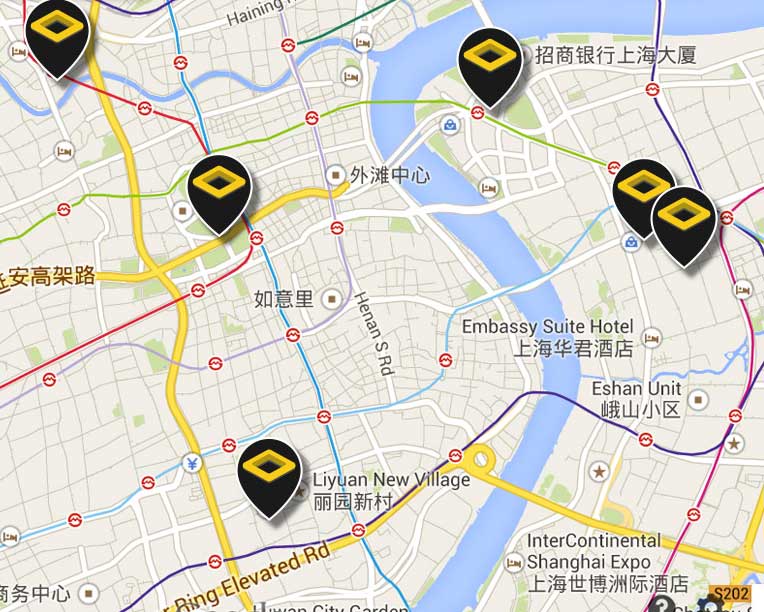 Haining R
招商银行上海大厦
外滩中心
安高架路
如意里
Henan S Rd
Embassy Suite Hotel
上海华君酒店
Eshan Unit
峨山小区
¥
Liyuan New Village
丽园新村
Ring Elevated Rd
InterContinental
Shanghai Expo
上海世博洲际酒店
商务中心
S202
?
Luwan City Garden